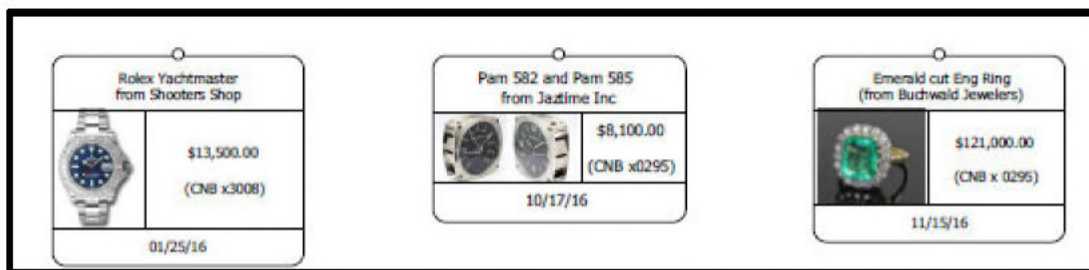 Rolex Yachtmaster
from Shooters Shop
$13,500.00
(CNB x3008)
01/25/16
Pam 582 and Pam 585
from Jaztime Inc
$8,100.00
(CNB x0295)
10/17/16
Emerald cut Eng Ring
(from Buchwald Jewelers)
$121,000.00
(CNB x 0295)
11/15/16